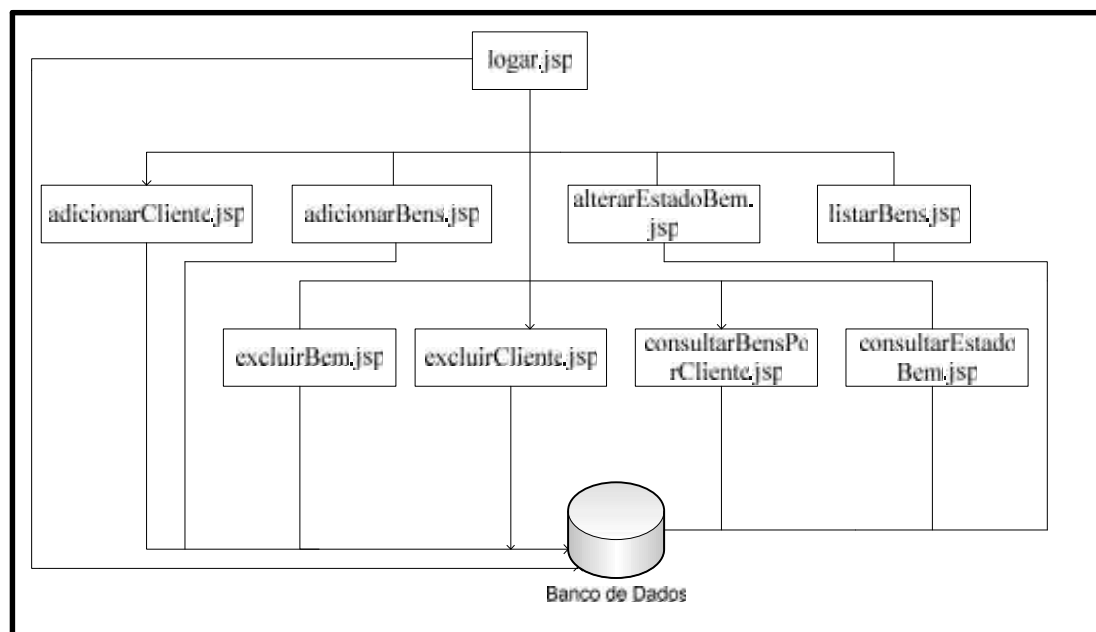 logar.jsp
adicionarCliente.jsp
adicionarBens.jsp
alterarEstadoBem.
jsp
listarBens.jsp
excluirBem.jsp
excluirCliente.jsp
consultarBensPo
rCliente.jsp
consultarEstado
Bem.jsp
Banco de Dados